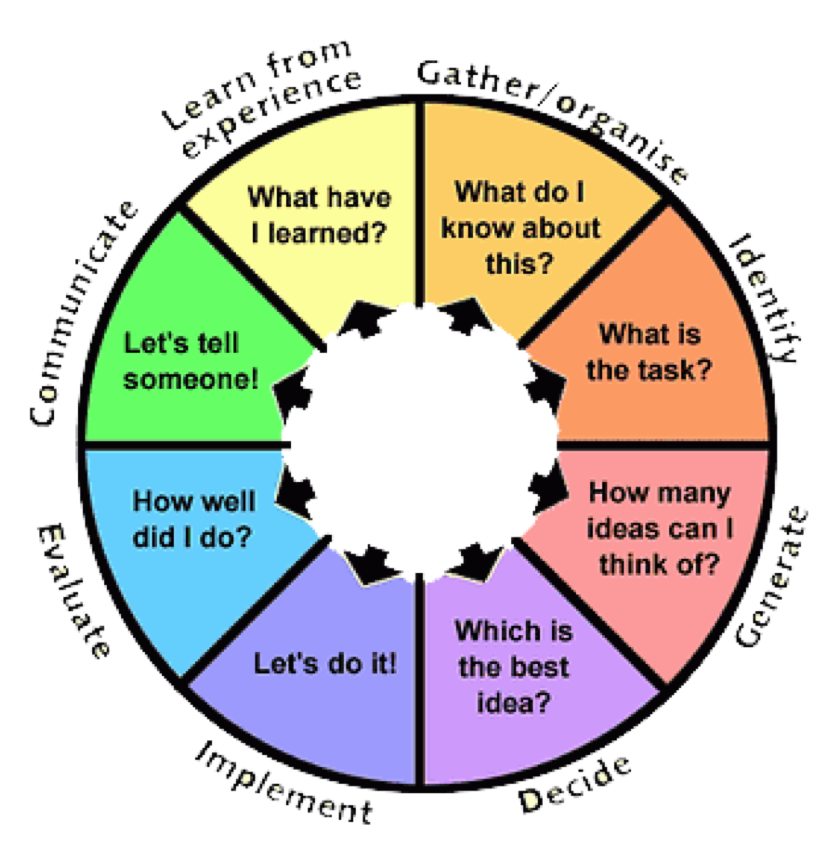 Gather/organise
What do I
know about
this?
Identify
What is
the task?
Generate
How many
ideas can I
think of?
Decide
Which is
the best
idea?
Implement
Let's do it!
Evaluate
How well
did I do?
Communicate
Let's tell
someone!
Learn from
experience
What have
I learned?